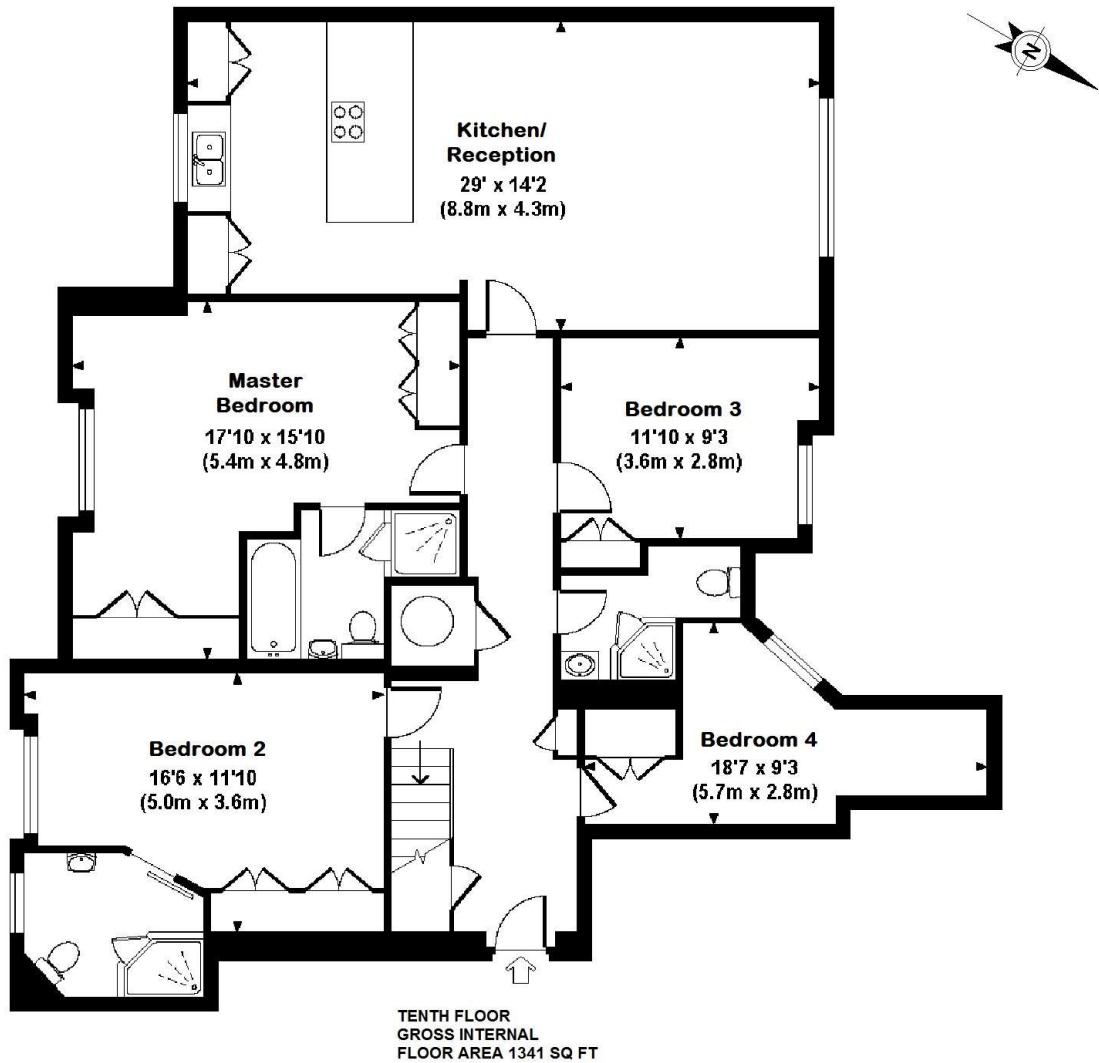 N
Kitchen/
Reception
29' x 14'2
(8.8m x 4.3m)
Master
Bedroom
17'10 x 15'10
(5.4m x 4.8m)
Bedroom 3
11'10 x 9'3
(3.6m x 2.8m)
Bedroom 2
16'6 x 11'10
(5.0m x 3.6m)
Bedroom 4
18'7 x 9'3
(5.7m x 2.8m)
TENTH FLOOR
GROSS INTERNAL
FLOOR AREA 1341 SQ FT